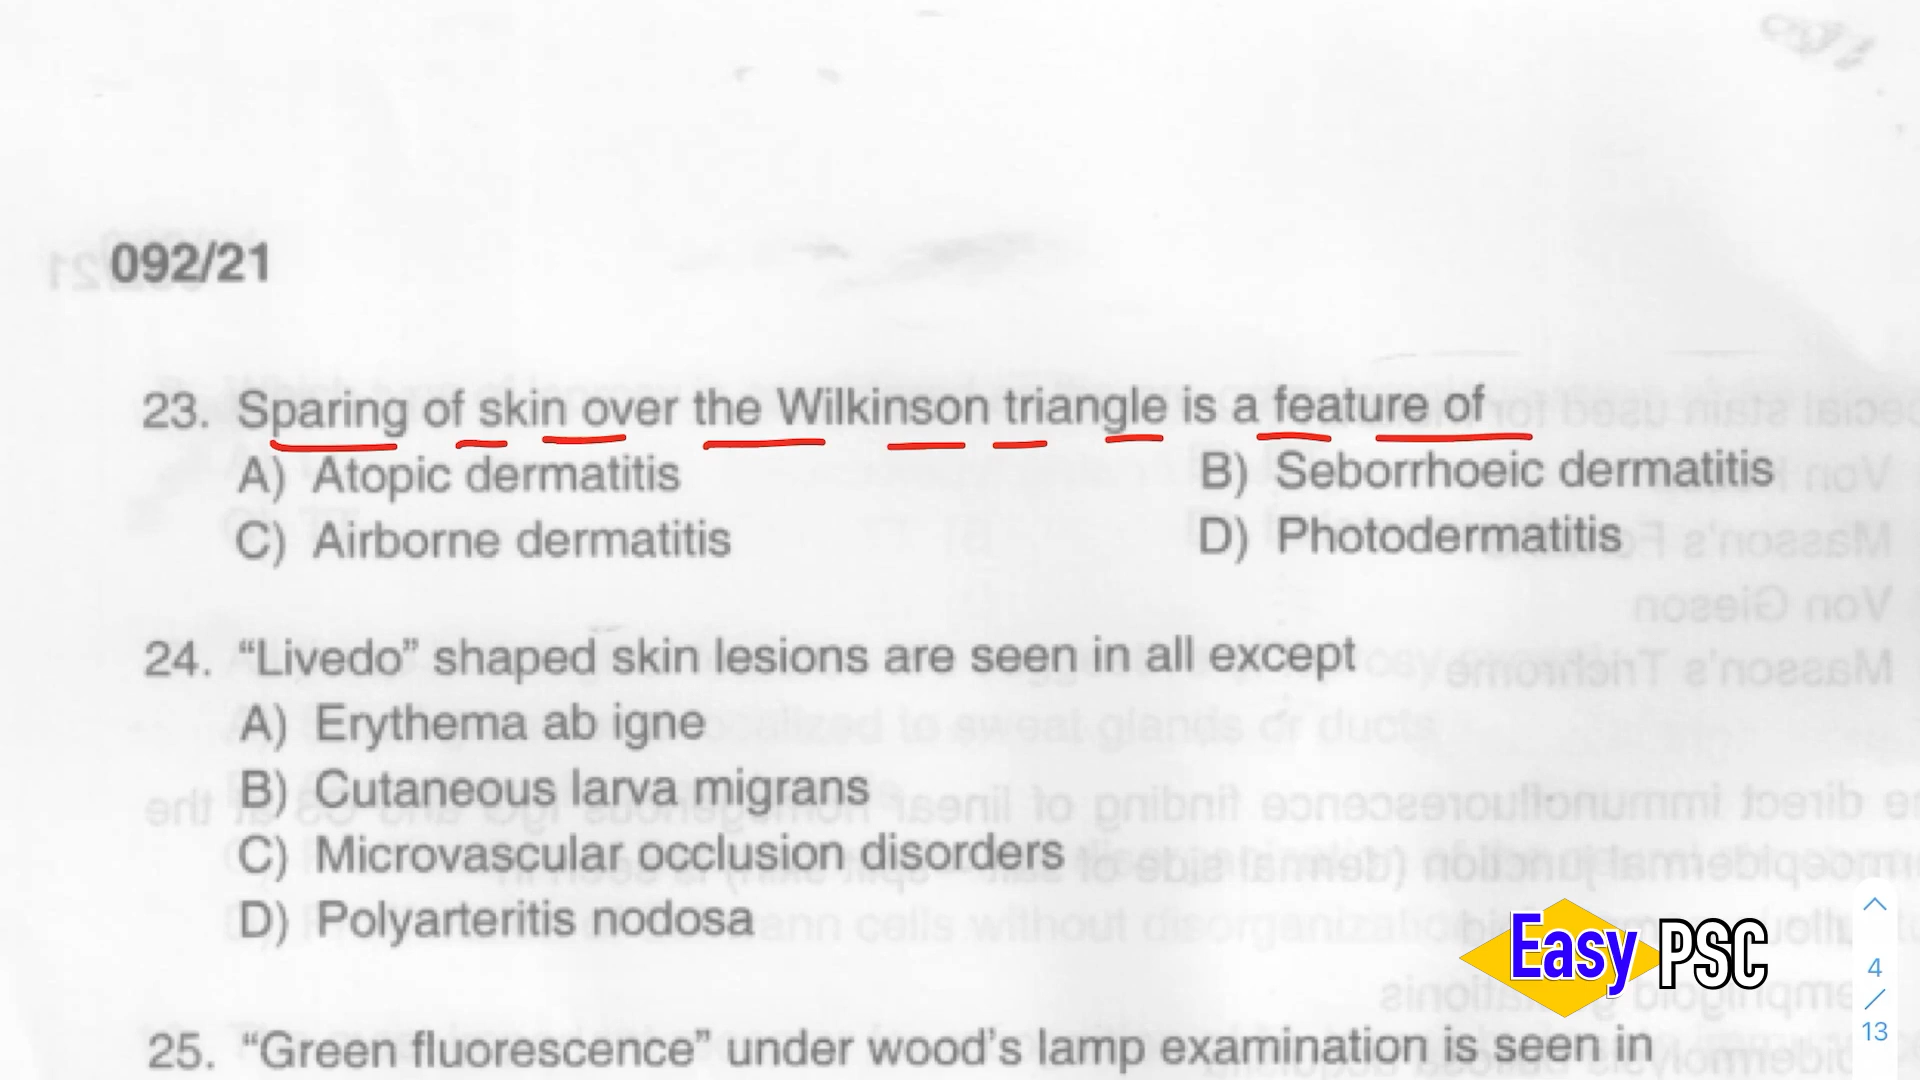 092/21
23. Sparing of skin over the Wilkinson triangle is a feature of
A) Atopic dermatitis B) Seborrhoeic dermatitis
C) Airborne dermatitis D) Photodermatitis
24. “Livedo” shaped skin lesions are seen in all except
A) Erythema ab igne
B) Cutaneous larva migrans
C) Microvascular occlusion disorders
D) Polyarteritis nodosa
Easy PSC
4
/
13
25. “Green fluorescence” under wood’s lamp examination is seen in